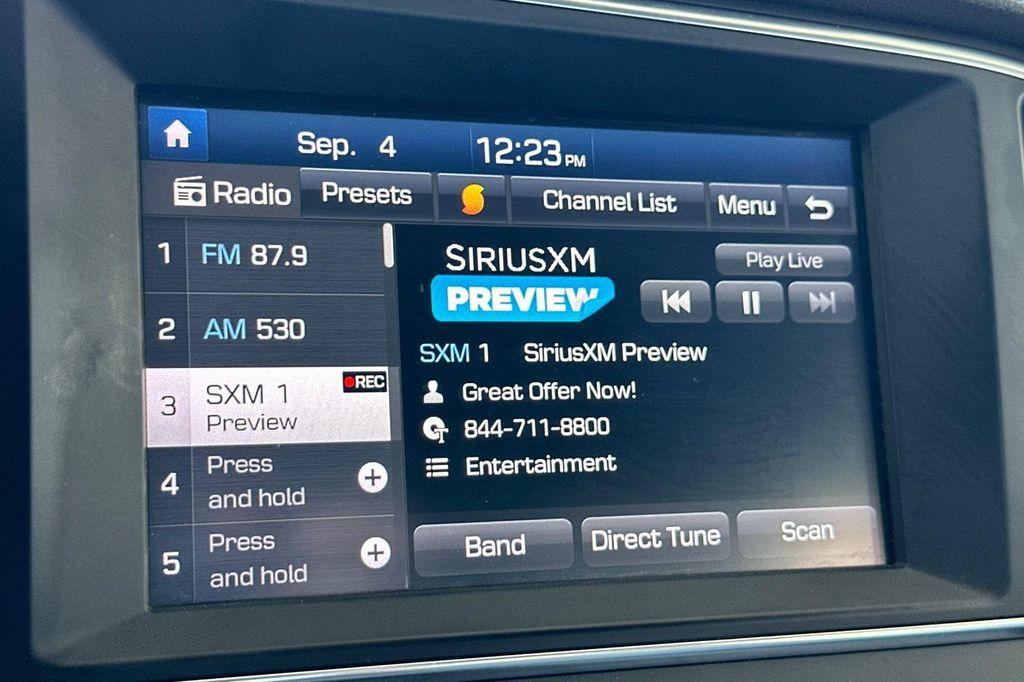 Sep. 4 12:23 PM
Radio Presets Channel List Menu
1 FM 87.9
2 AM 530
3 SXM 1 REC
Preview
4 Press
and hold
5 Press
and hold
SIRIUSXM
PREVIEW
Play Live
SXM 1 SiriusXM Preview
Great Offer Now!
844-711-8800
Entertainment
Band Direct Tune Scan